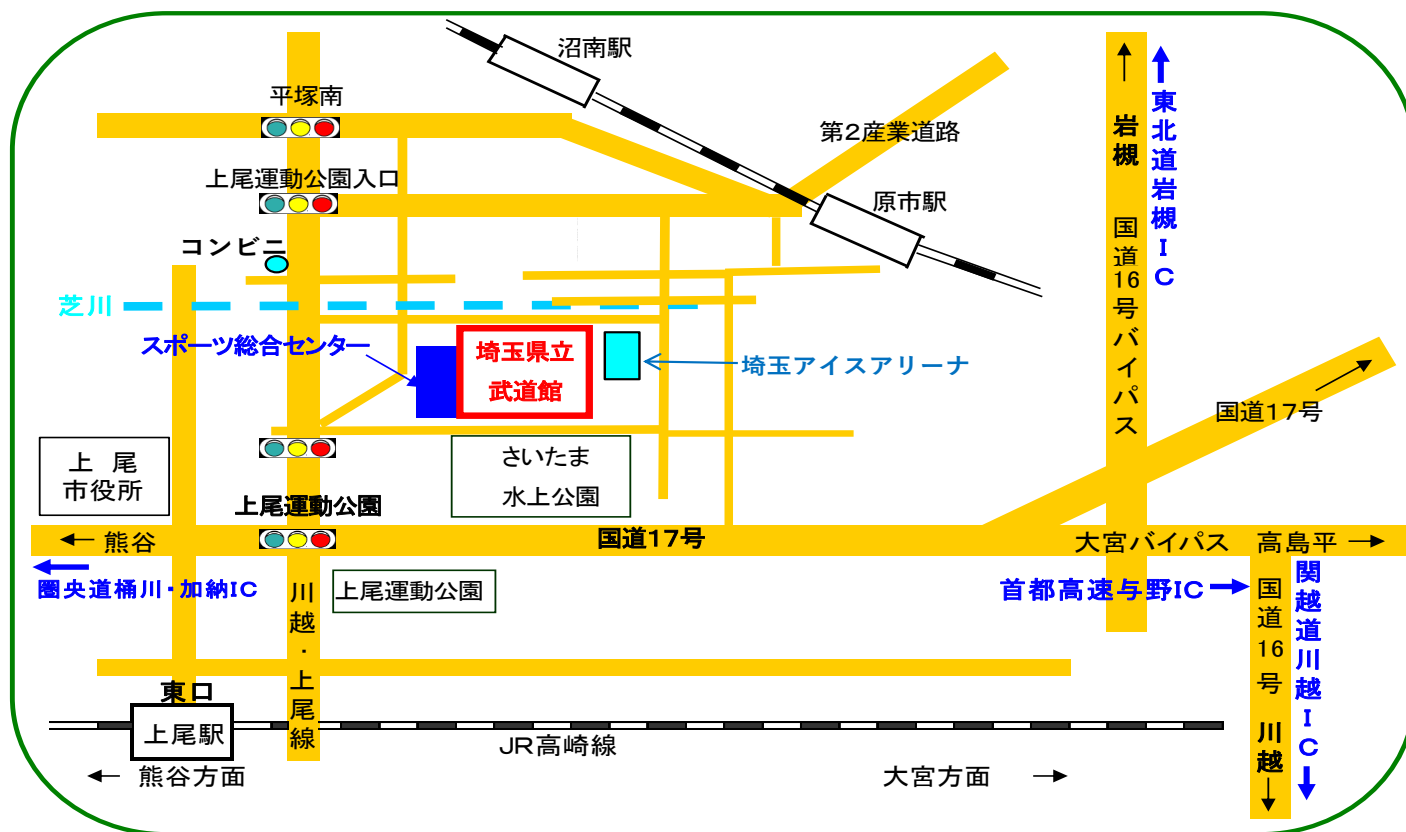 沼南駅
平塚南
第2産業道路
上尾運動公園入口
原市駅
コンビニ
芝川
スポーツ総合センター
埼玉県立
武道館
埼玉アイスアリーナ
岩槻 国道16号バイパス
東北道岩槻IC
国道17号
上 尾
市役所
さいたま
水上公園
上尾運動公園
← 熊谷
国道17号
大宮バイパス 高島平 →
圏央道桶川・加納IC
川越・上尾線
上尾運動公園
首都高速与野IC
国道16号 川越
関越道川越IC
東口
上尾駅
JR高崎線
← 熊谷方面
大宮方面 →